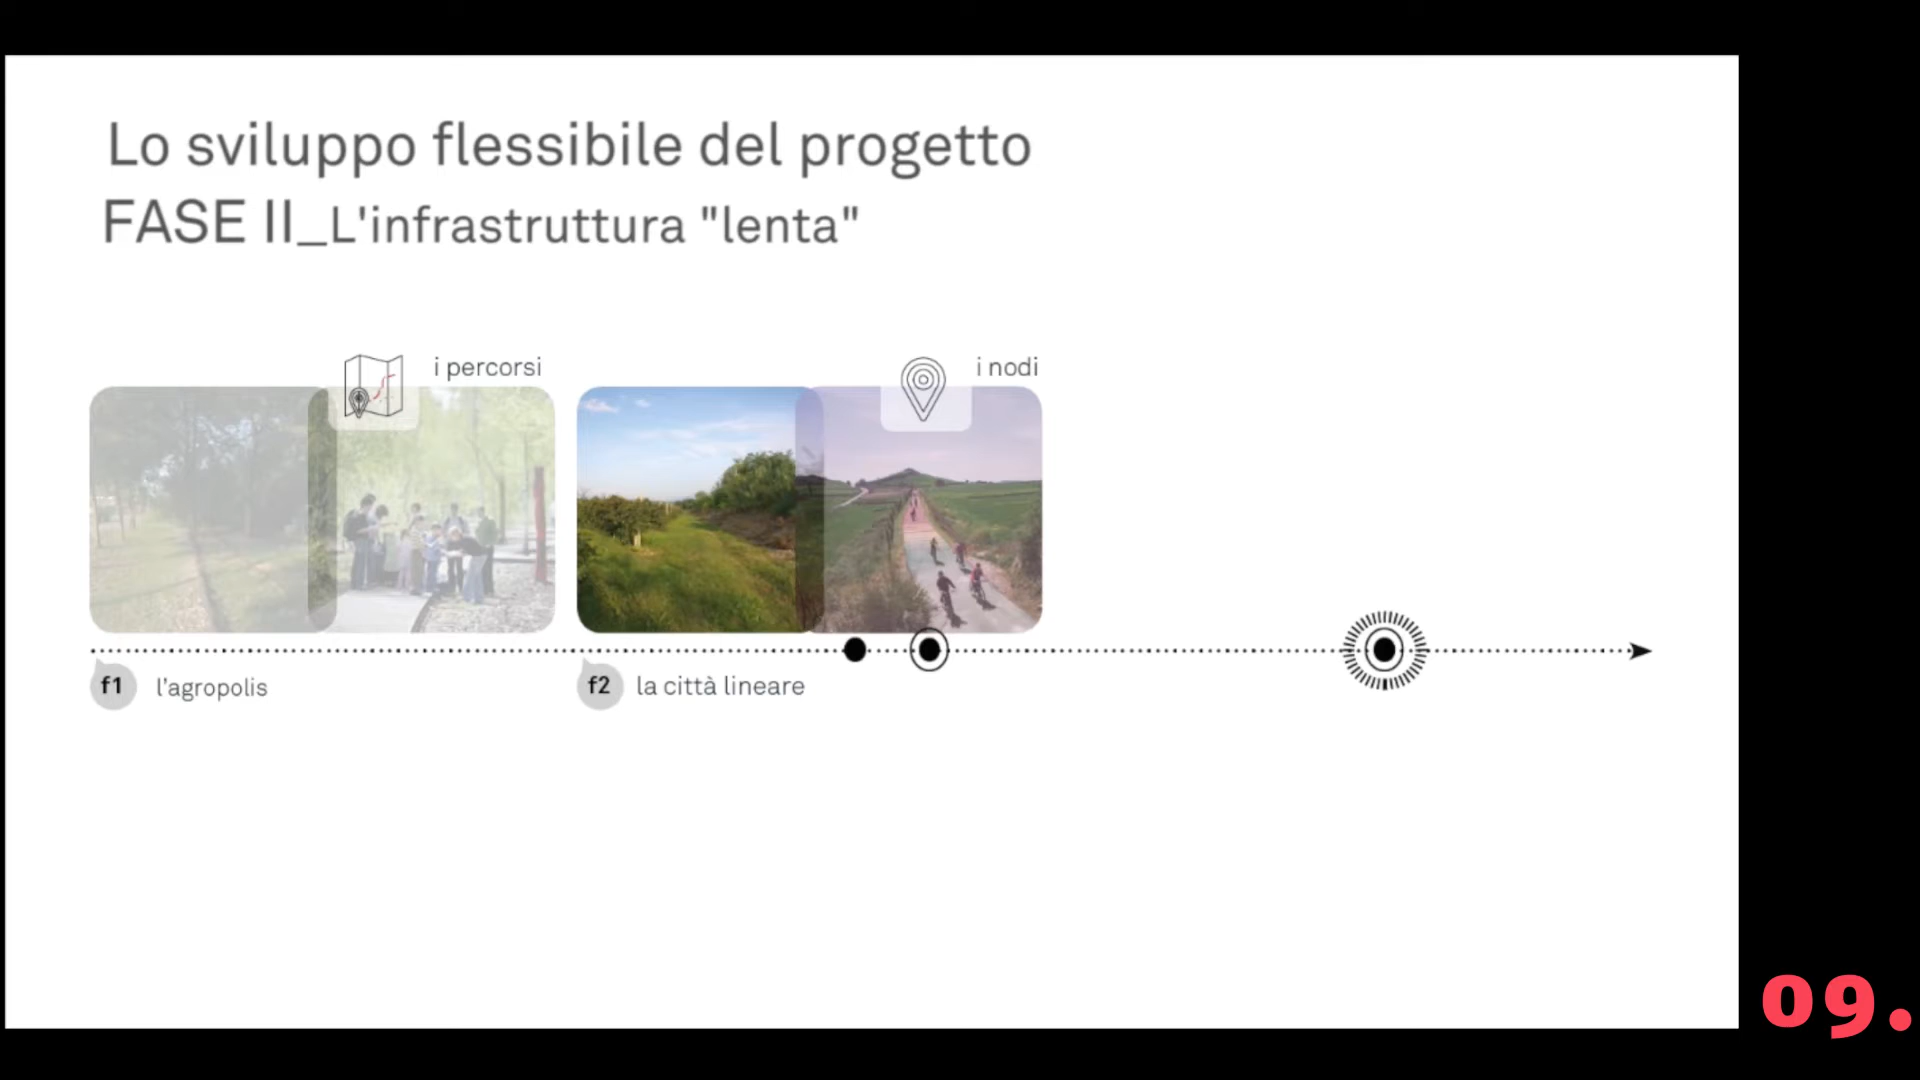 Lo sviluppo flessibile del progetto
FASE II_L'infrastruttura "lenta"
i percorsi
i nodi
f1 l'agropolis
f2 la città lineare
09.